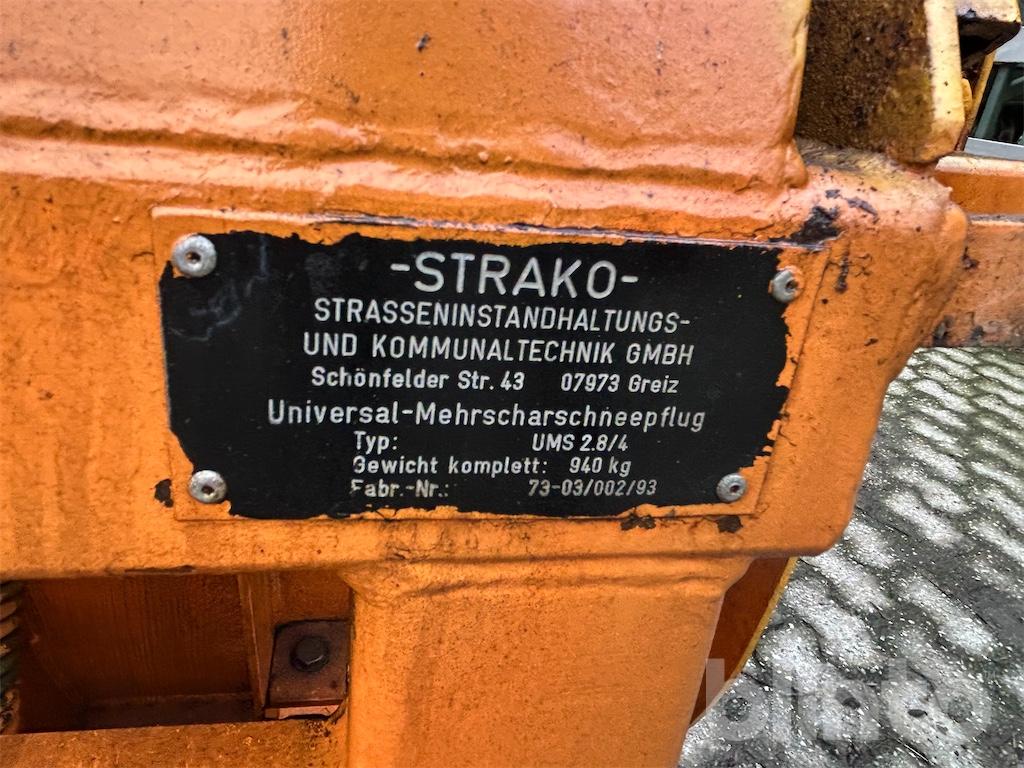 -STRAKO-
STRASSENINSTANDHALTUNGS-
UND KOMMUNALTECHNIK GMBH
Schönfelder Str. 43 07973 Greiz
Universal-Mehrscharschneepflug
Typ: UMS 2.8/4
Gewicht komplett: 940 kg
Fabr.-Nr.: 73-03/002/93
blinto